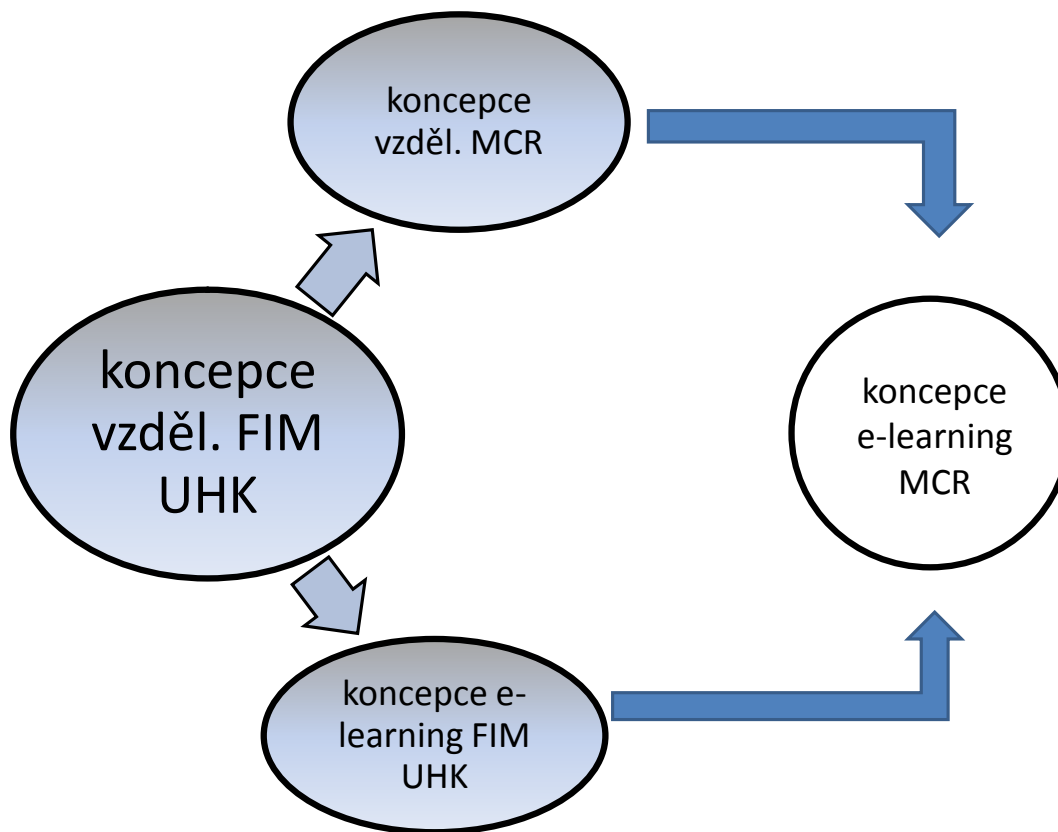 koncepce
vzděl. MCR
koncepce
vzděl. FIM
UHK
koncepce
e-learning
MCR
koncepce e-
learning FIM
UHK